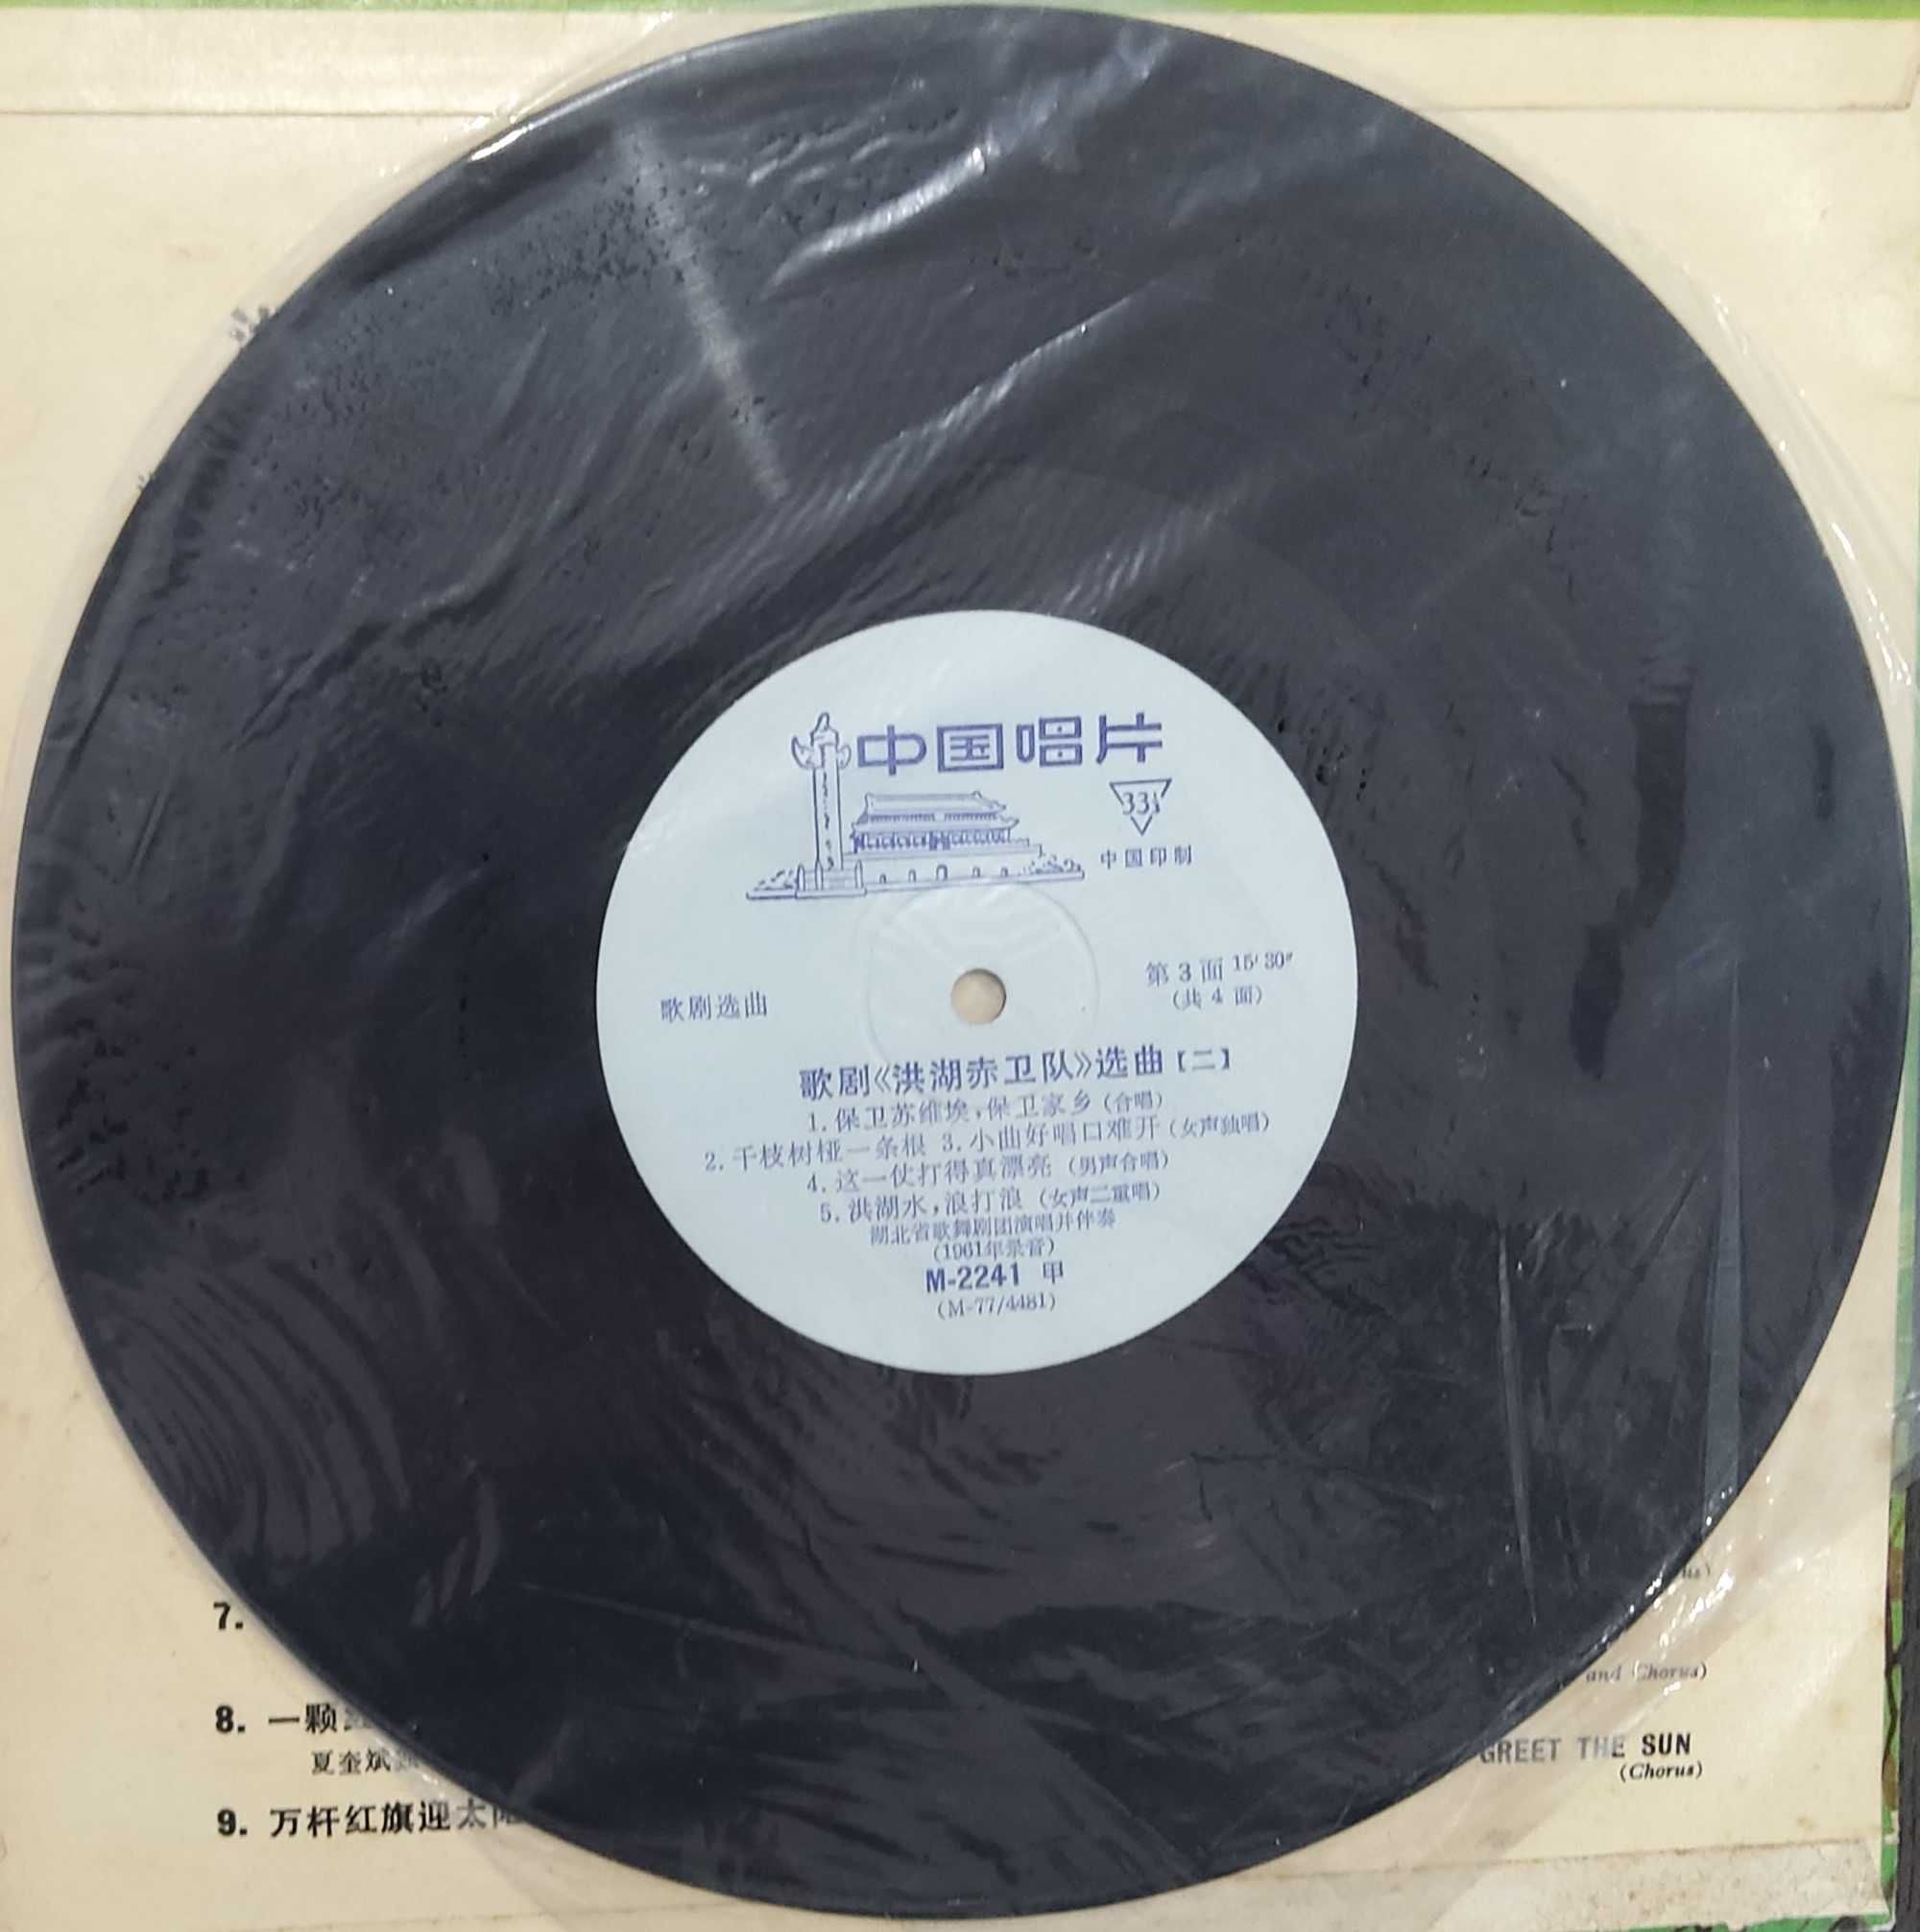 中国唱片
33⅓
中国印制
歌剧选曲
第3面 15′30″
(共4面)
歌剧《洪湖赤卫队》选曲【二】
1. 保卫苏维埃,保卫家乡 (合唱)
2. 千枝树桠一条根 3. 小曲好唱口难开 (女声独唱)
4. 这一仗打得真漂亮 (男声合唱)
5. 洪湖水,浪打浪 (女声二重唱)
湖北省歌舞剧团演唱并伴奏
(1961年录音)
M-2241 甲
(M-77/4481)
7.
and Chorus)
8. 一颗
夏奎斌
GREET THE SUN
(Chorus)
9. 万杆红旗迎太阳